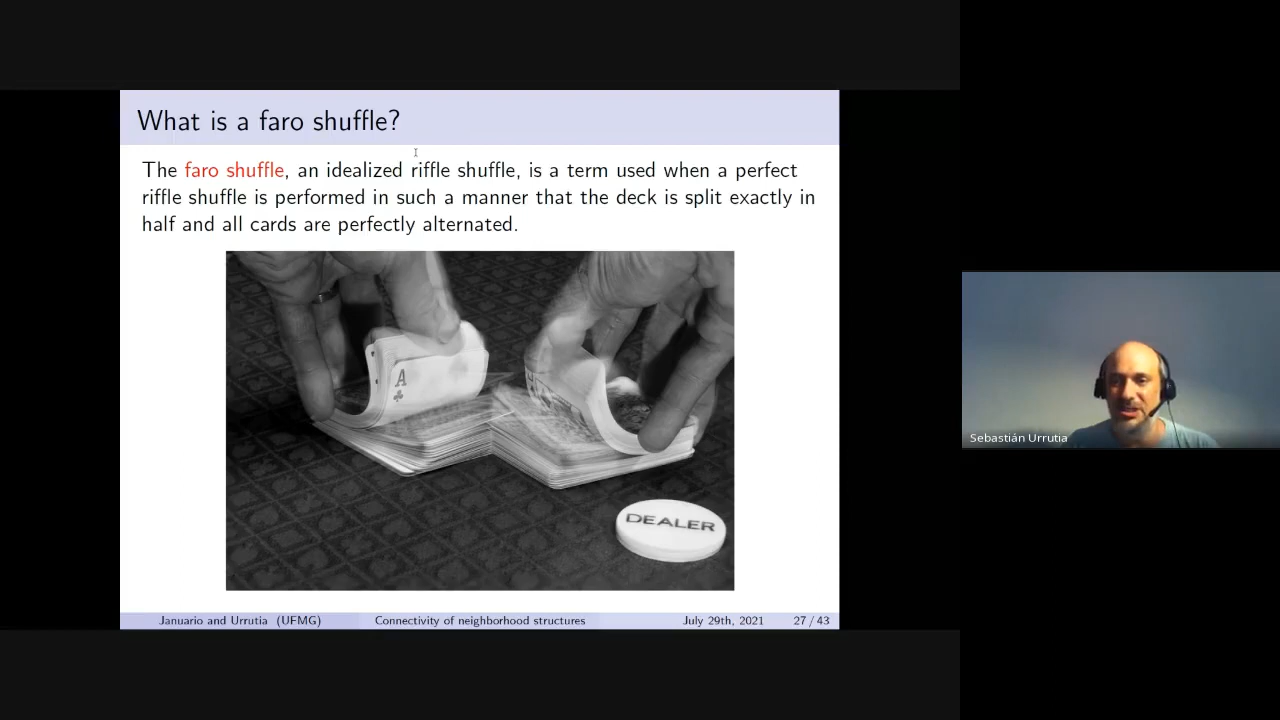 What is a faro shuffle?
The faro shuffle, an idealized riffle shuffle, is a term used when a perfect
riffle shuffle is performed in such a manner that the deck is split exactly in
half and all cards are perfectly alternated.
A
DEALER
Sebastián Urrutia
Januario and Urrutia (UFMG) Connectivity of neighborhood structures July 29th, 2021 27 / 43